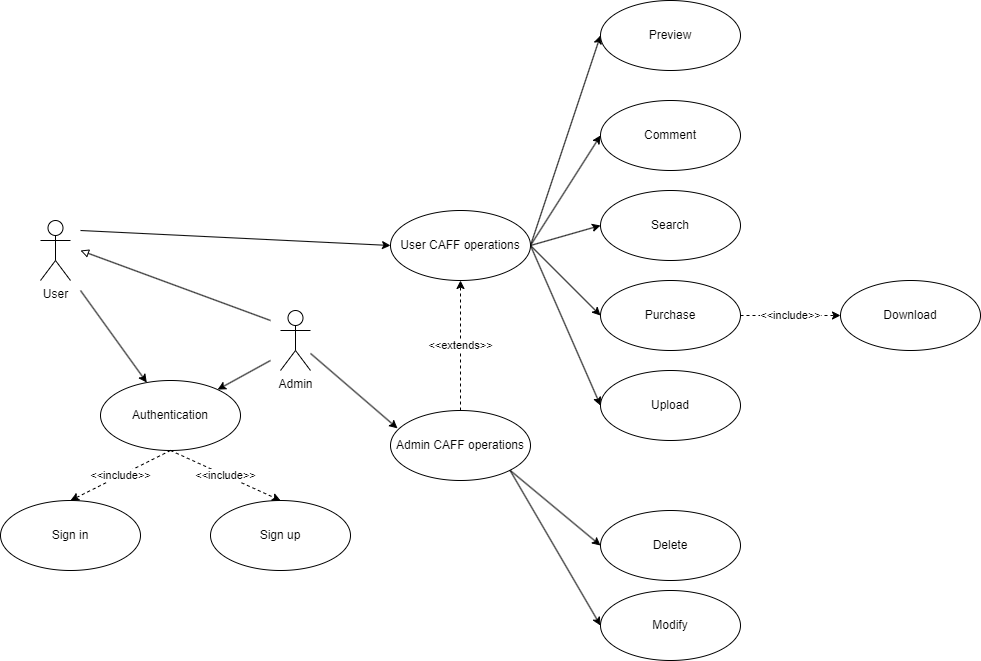 Preview
Comment
Search
User CAFF operations
User
Purchase
<<include>>
Download
<<extends>>
Admin
Upload
Authentication
Admin CAFF operations
<<include>>
<<include>>
Sign in
Sign up
Delete
Modify